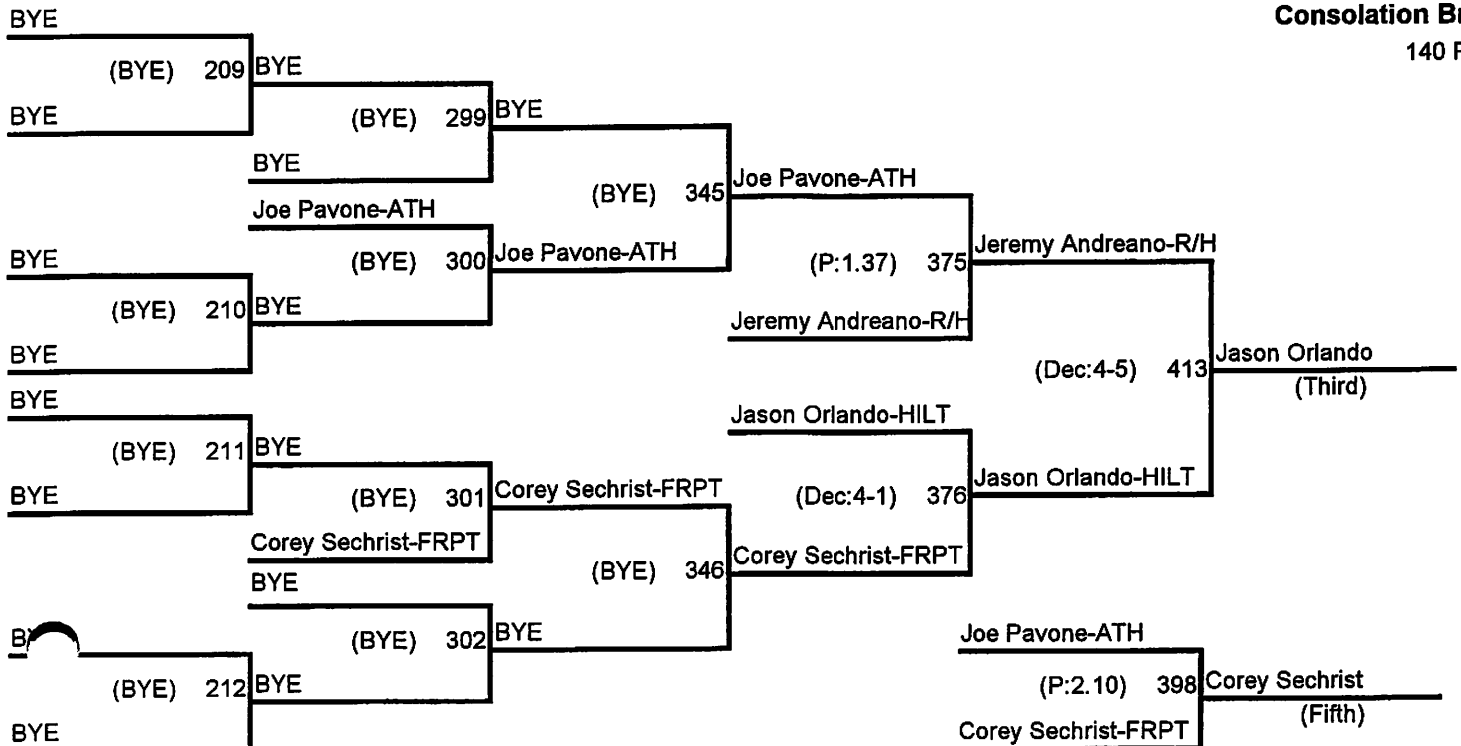 BYE
Consolation
140
(BYE) 209 BYE
BYE
(BYE) 299 BYE
BYE
(BYE) 345 Joe Pavone-ATH
Joe Pavone-ATH
BYE
(BYE) 300 Joe Pavone-ATH
(P:1.37) 375 Jeremy Andreano-R/H
(BYE) 210 BYE
Jeremy Andreano-R/H
BYE
(Dec:4-5) 413 Jason Orlando
(Third)
BYE
Jason Orlando-HILT
(BYE) 211 BYE
BYE
(BYE) 301 Corey Sechrist-FRPT
(Dec:4-1) 376 Jason Orlando-HILT
Corey Sechrist-FRPT
(BYE) 346 Corey Sechrist-FRPT
BYE
(BYE) 302 BYE
Joe Pavone-ATH
(BYE) 212 BYE
(P:2.10) 398 Corey Sechrist
(Fifth)
BYE
Corey Sechrist-FRPT